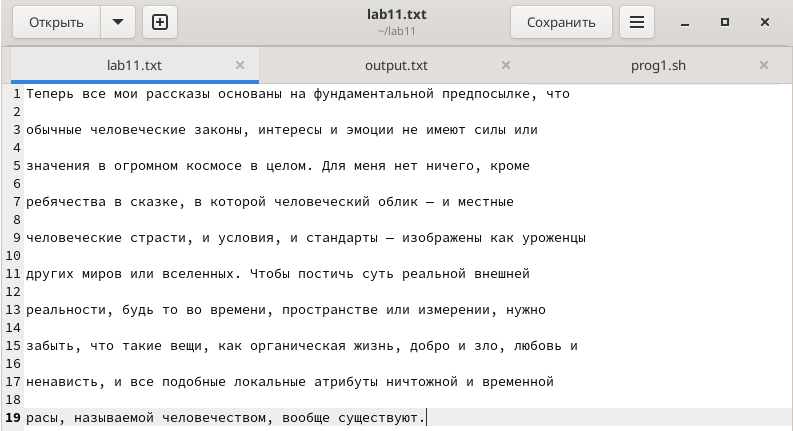 Открыть
lab11.txt
~/lab11
Сохранить
lab11.txt
output.txt
prog1.sh
1 Теперь все мои рассказы основаны на фундаментальной предпосылке, что
2
3 обычные человеческие законы, интересы и эмоции не имеют силы или
4
5 значения в огромном космосе в целом. Для меня нет ничего, кроме
6
7 ребячества в сказке, в которой человеческий облик — и местные
8
9 человеческие страсти, и условия, и стандарты — изображены как уроженцы
10
11 других миров или вселенных. Чтобы постичь суть реальной внешней
12
13 реальности, будь то во времени, пространстве или измерении, нужно
14
15 забыть, что такие вещи, как органическая жизнь, добро и зло, любовь и
16
17 ненависть, и все подобные локальные атрибуты ничтожной и временной
18
19 расы, называемой человечеством, вообще существуют.